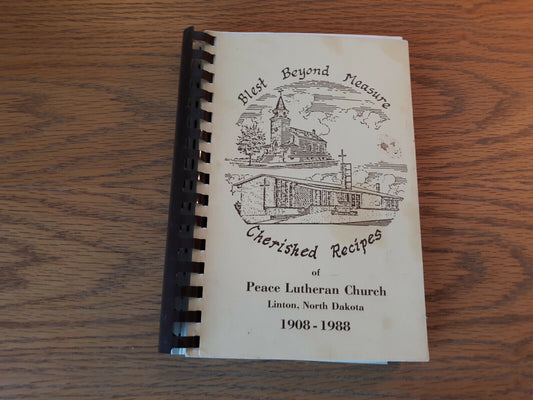 Blest Beyond Measure
Cherished Recipes
of
Peace Lutheran Church
Linton, North Dakota
1908-1988